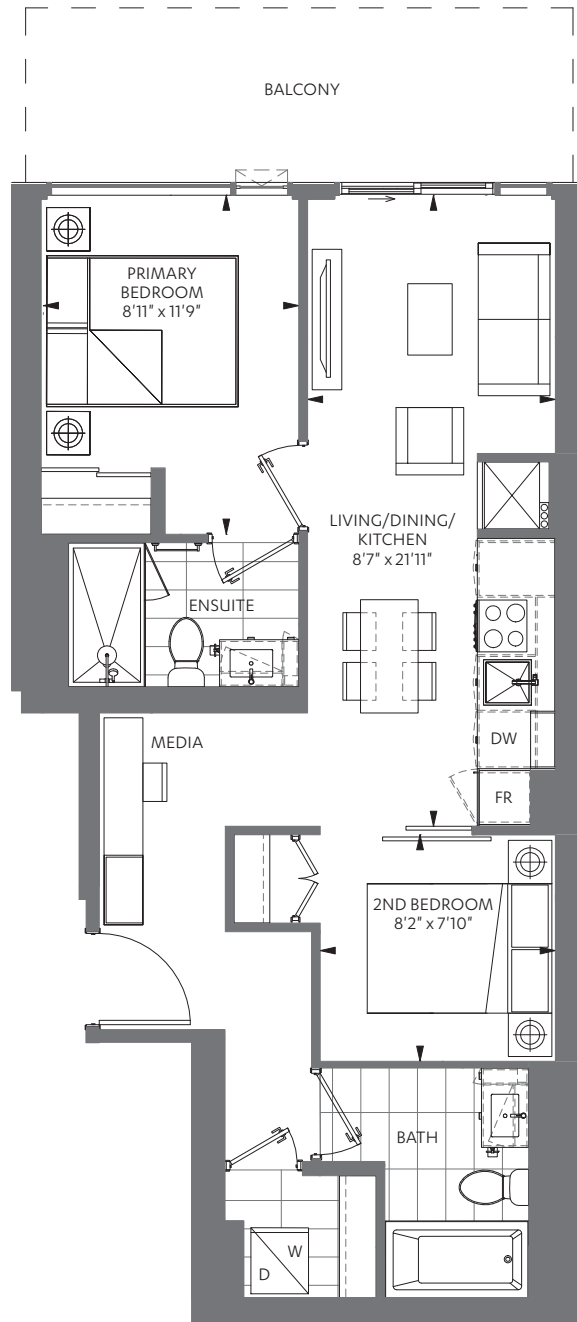 BALCONY
PRIMARY
BEDROOM
8'11" x 11'9"
LIVING/DINING/
KITCHEN
8'7" x 21'11"
ENSUITE
MEDIA
DW
FR
2ND BEDROOM
8'2" x 7'10"
BATH
W
D